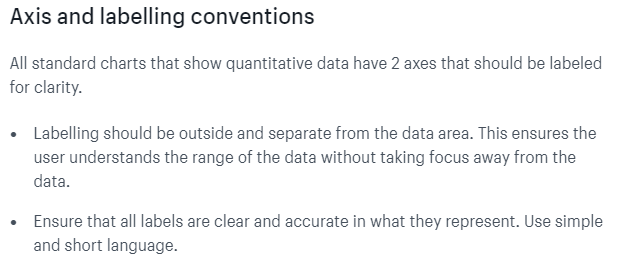 Axis and labelling conventions
All standard charts that show quantitative data have 2 axes that should be labeled
for clarity.
• Labelling should be outside and separate from the data area. This ensures the
user understands the range of the data without taking focus away from the
data.
• Ensure that all labels are clear and accurate in what they represent. Use simple
and short language.